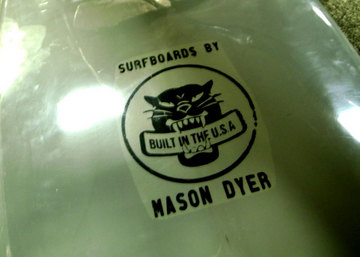 SURFBOARDS BY
BUILT IN THE U.S.A
MASON DYER